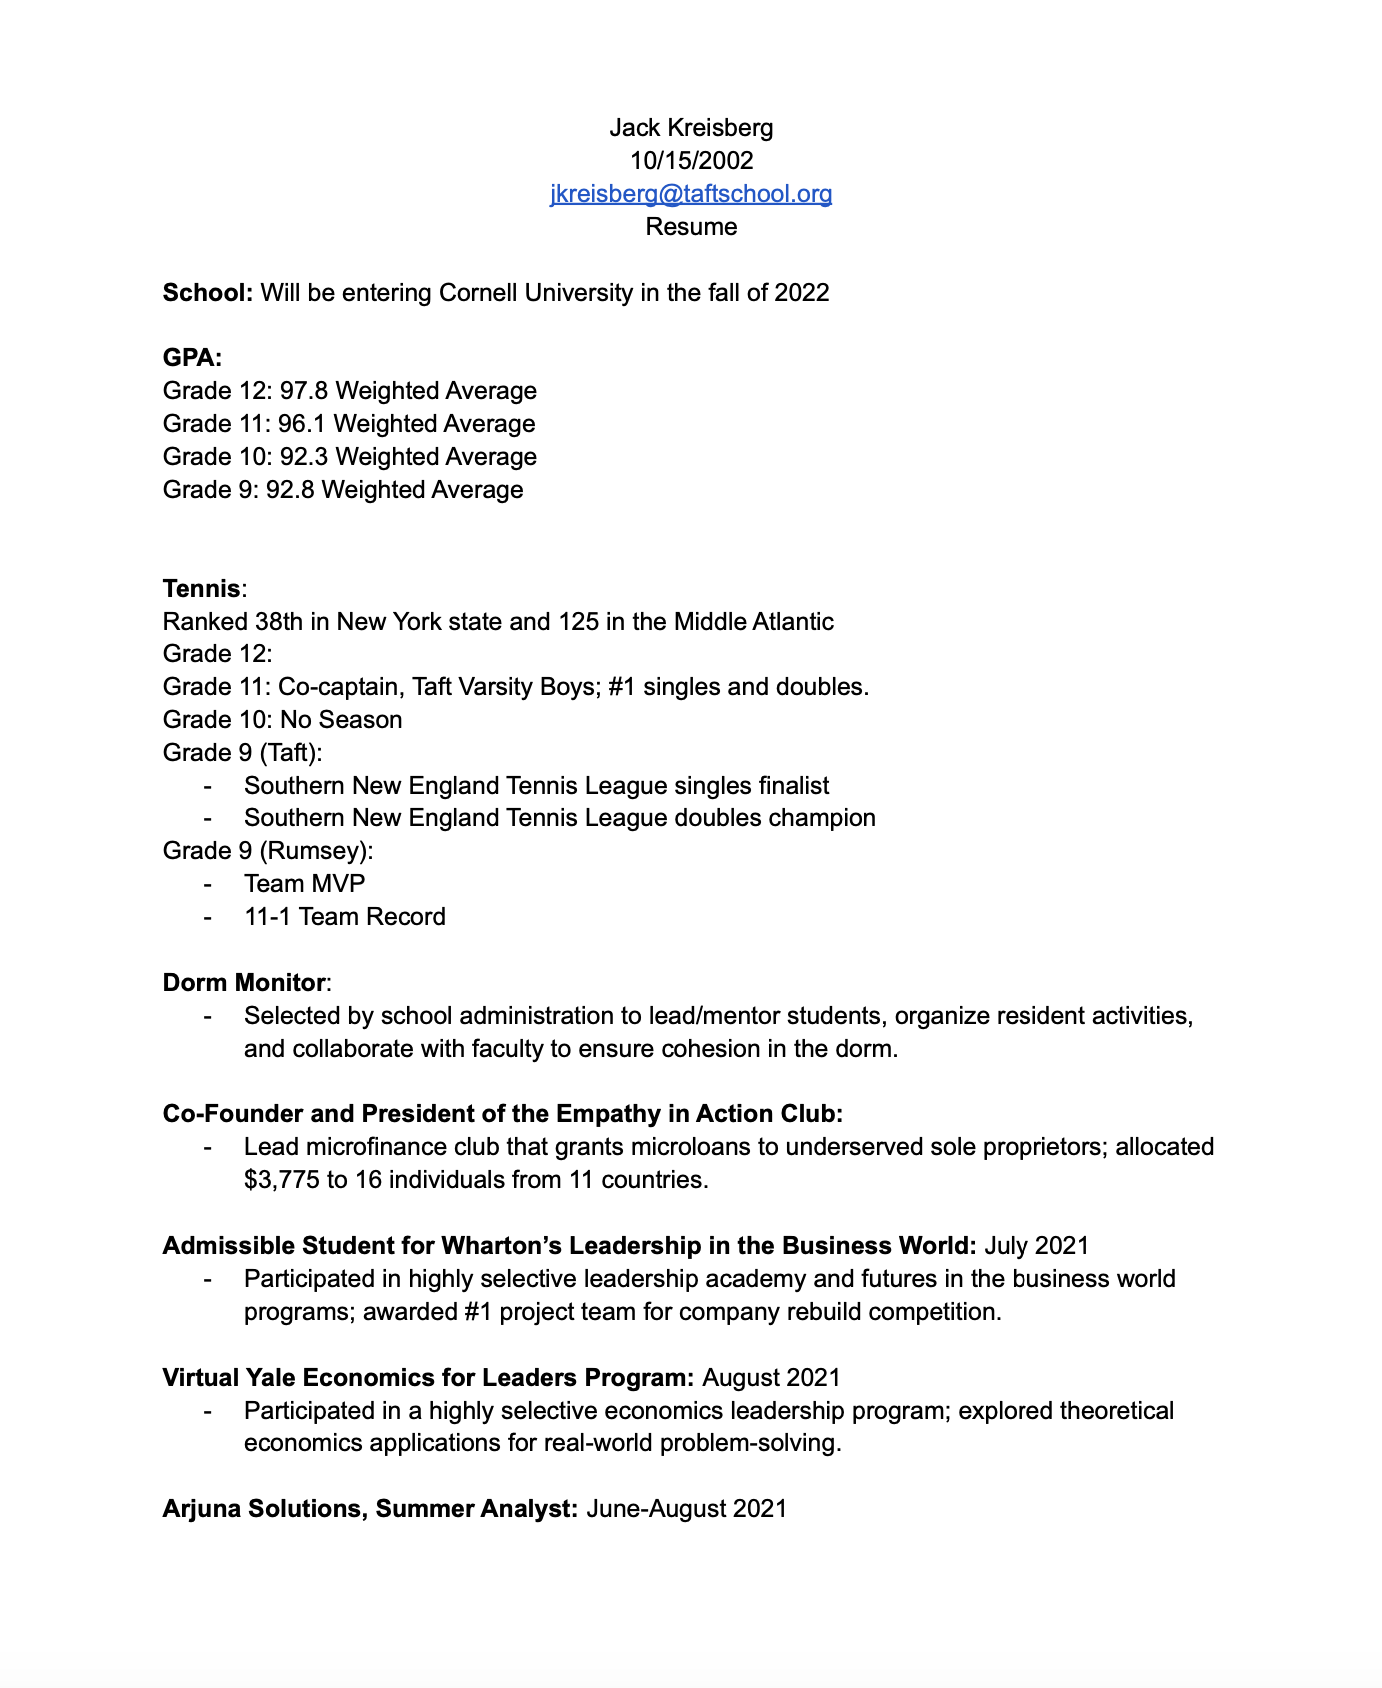 Jack Kreisberg
10/15/2002
jkreisberg@taftschool.org
Resume
School: Will be entering Cornell University in the fall of 2022
GPA:
Grade 12: 97.8 Weighted Average
Grade 11: 96.1 Weighted Average
Grade 10: 92.3 Weighted Average
Grade 9: 92.8 Weighted Average
Tennis:
Ranked 38th in New York state and 125 in the Middle Atlantic
Grade 12:
Grade 11: Co-captain, Taft Varsity Boys; #1 singles and doubles.
Grade 10: No Season
Grade 9 (Taft):
- Southern New England Tennis League singles finalist
- Southern New England Tennis League doubles champion
Grade 9 (Rumsey):
- Team MVP
- 11-1 Team Record
Dorm Monitor:
- Selected by school administration to lead/mentor students, organize resident activities,
and collaborate with faculty to ensure cohesion in the dorm.
Co-Founder and President of the Empathy in Action Club:
- Lead microfinance club that grants microloans to underserved sole proprietors; allocated
$3,775 to 16 individuals from 11 countries.
Admissible Student for Wharton’s Leadership in the Business World: July 2021
- Participated in highly selective leadership academy and futures in the business world
programs; awarded #1 project team for company rebuild competition.
Virtual Yale Economics for Leaders Program: August 2021
- Participated in a highly selective economics leadership program; explored theoretical
economics applications for real-world problem-solving.
Arjuna Solutions, Summer Analyst: June-August 2021